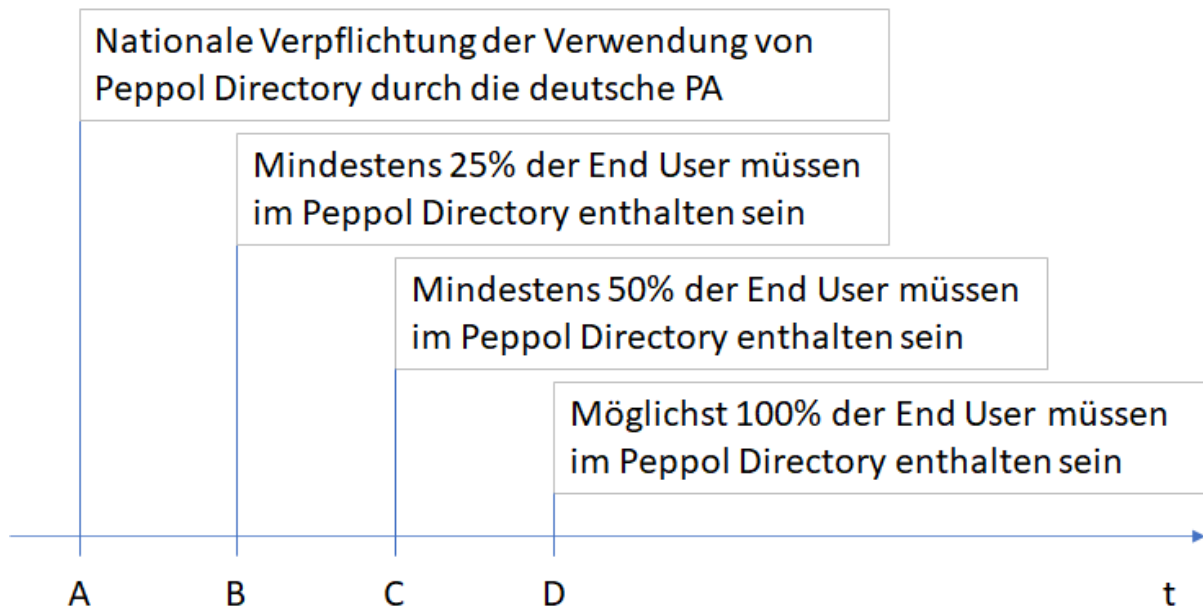 Nationale Verpflichtung der Verwendung von
Peppol Directory durch die deutsche PA
Mindestens 25% der End User müssen
im Peppol Directory enthalten sein
Mindestens 50% der End User müssen
im Peppol Directory enthalten sein
Möglichst 100% der End User müssen
im Peppol Directory enthalten sein
A B C D t